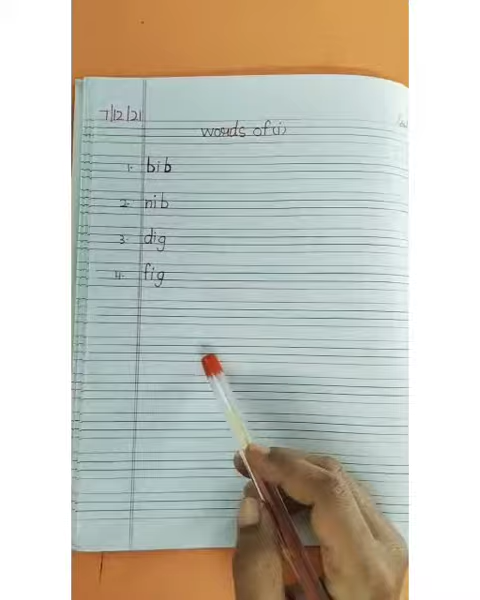 7/12/21
words of (i)
1. bib
2. nib
3. dig
4. fig